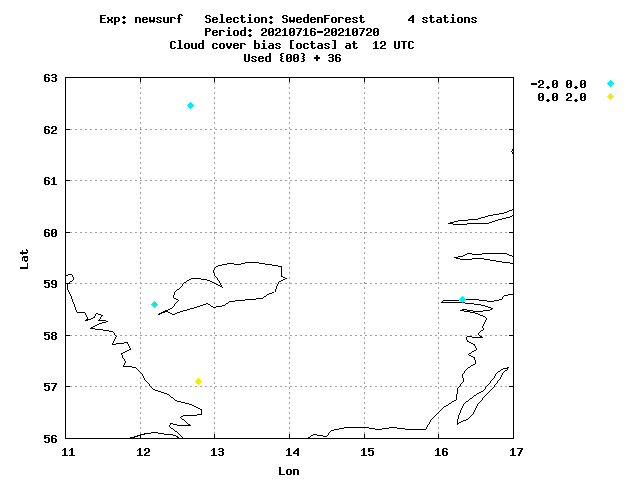 Exp: newsurf Selection: SwedenForest 4 stations
Period: 20210716-20210720
Cloud cover bias [octas] at 12 UTC
Used {00} + 36
-2.0 0.0
0.0 2.0
63
62
61
60
59
58
57
56
Lat
11 12 13 14 15 16 17
Lon